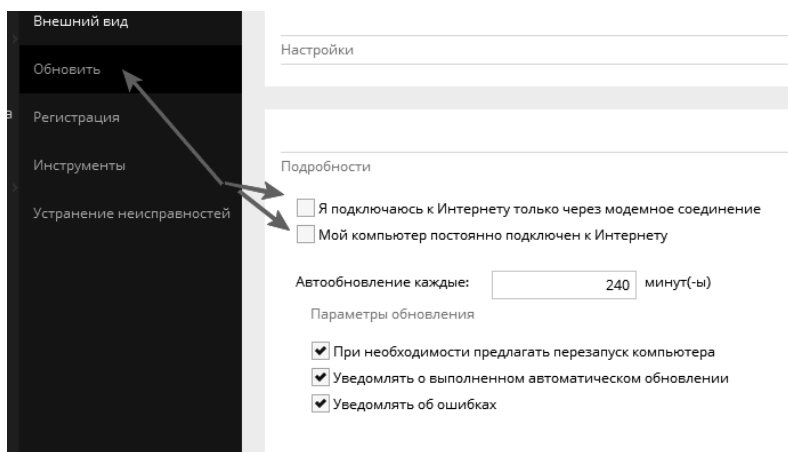 Внешний вид
Обновить
а
Регистрация
Инструменты
Устранение неисправностей
Настройки
Подробности
Я подключаюсь к Интернету только через модемное соединение
Мой компьютер постоянно подключен к Интернету
Автообновление каждые: 240 минут(-ы)
Параметры обновления
При необходимости предлагать перезапуск компьютера
Уведомлять о выполненном автоматическом обновлении
Уведомлять об ошибках